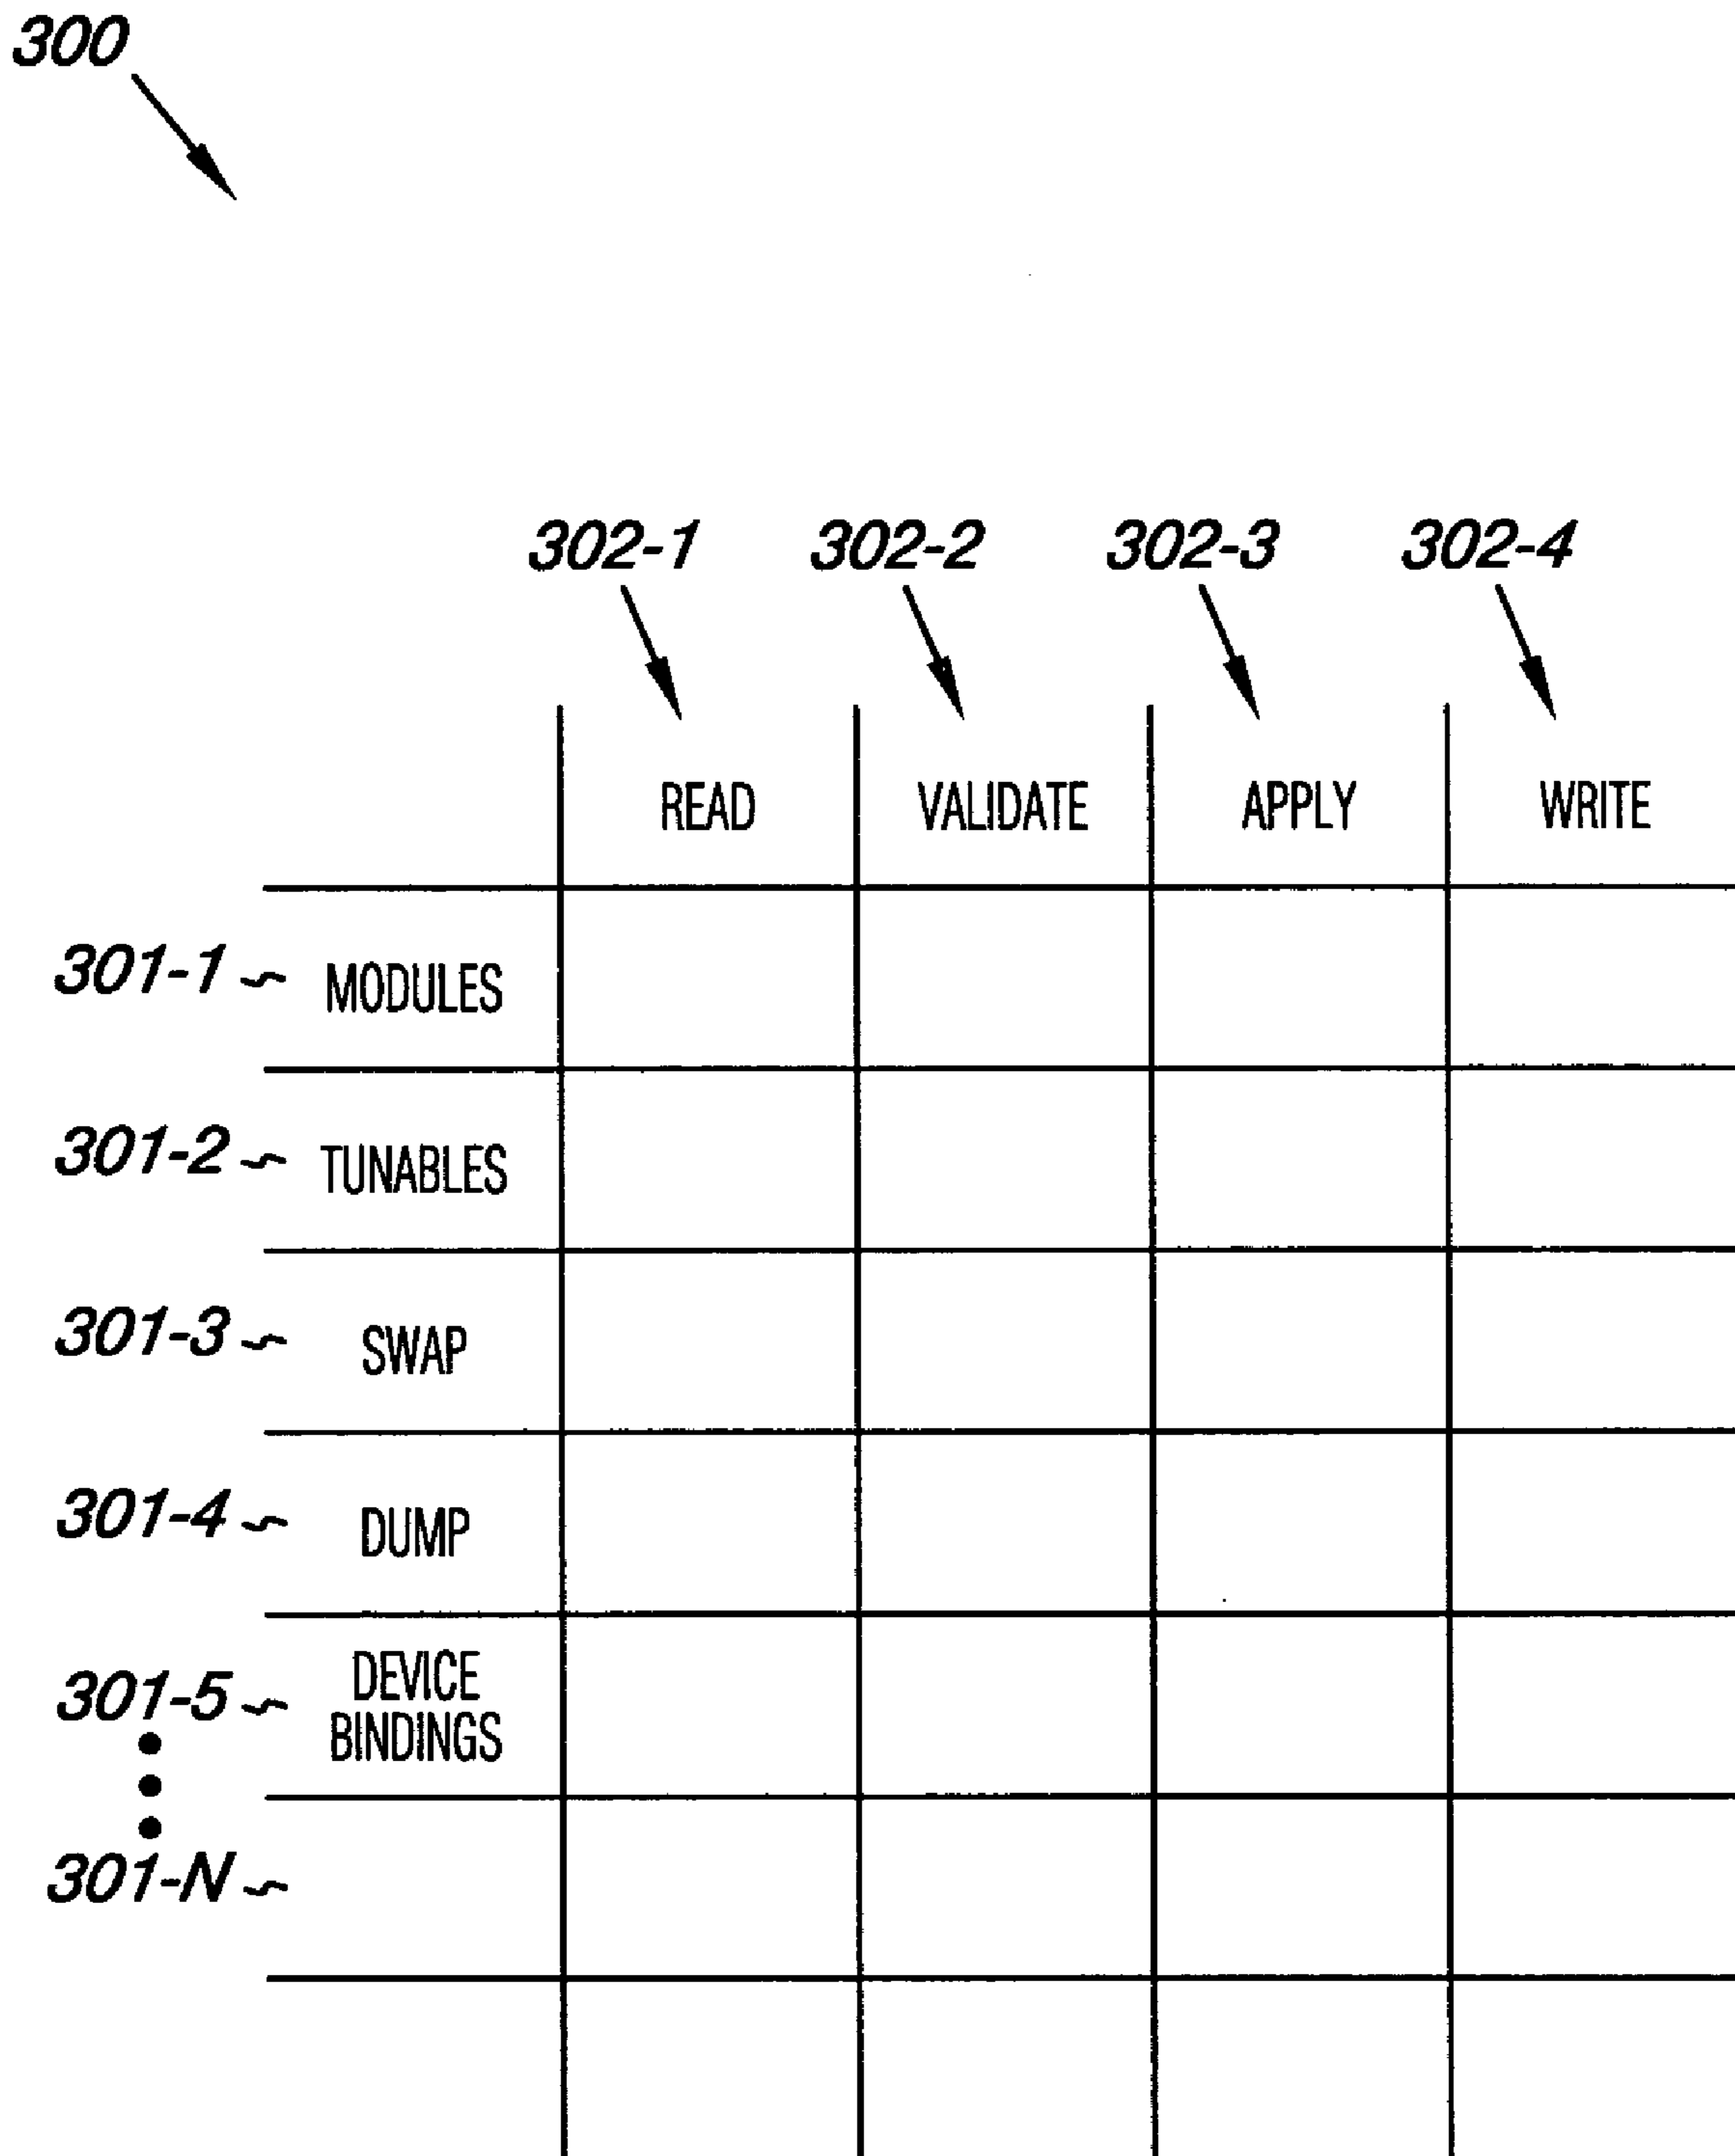 300
302-1 302-2 302-3 302-4
READ VALIDATE APPLY WRITE
301-1 MODULES
301-2 TUNABLES
301-3 SWAP
301-4 DUMP
301-5 DEVICE
BINDINGS
301-N